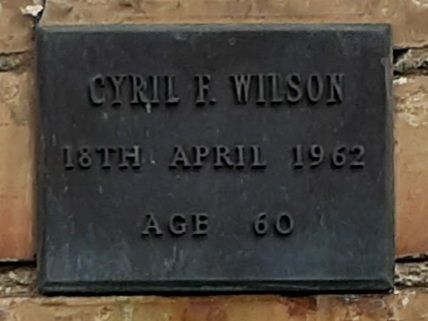 CYRIL F. WILSON
18TH APRIL 1962
AGE 60